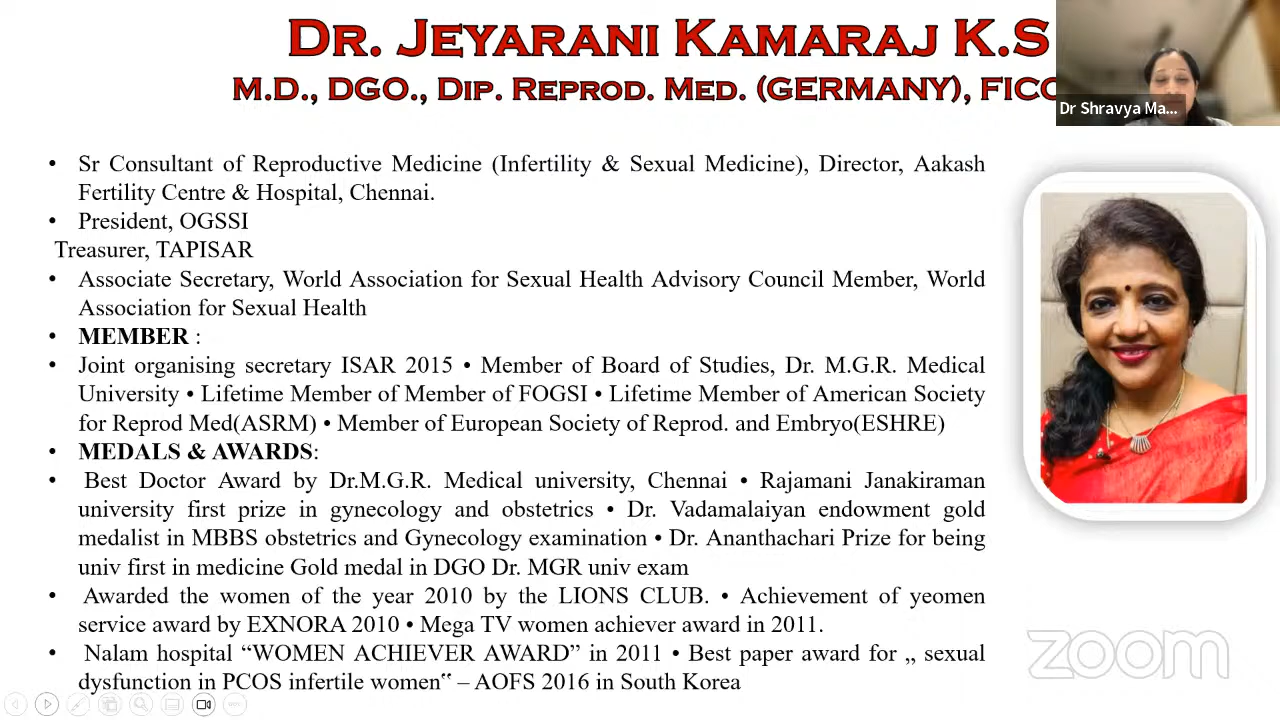 DR. JEYARANI KAMARAJ K.S
M.D., DGO., DIP. REPROD. MED. (GERMANY), FICO
Dr Shravya Ma...
• Sr Consultant of Reproductive Medicine (Infertility & Sexual Medicine), Director, Aakash
Fertility Centre & Hospital, Chennai.
• President, OGSSI
Treasurer, TAPISAR
• Associate Secretary, World Association for Sexual Health Advisory Council Member, World
Association for Sexual Health
• MEMBER :
• Joint organising secretary ISAR 2015 • Member of Board of Studies, Dr. M.G.R. Medical
University • Lifetime Member of Member of FOGSI • Lifetime Member of American Society
for Reprod Med(ASRM) • Member of European Society of Reprod. and Embryo(ESHRE)
• MEDALS & AWARDS:
• Best Doctor Award by Dr.M.G.R. Medical university, Chennai • Rajamani Janakiraman
university first prize in gynecology and obstetrics • Dr. Vadamalaiyan endowment gold
medalist in MBBS obstetrics and Gynecology examination • Dr. Ananthachari Prize for being
univ first in medicine Gold medal in DGO Dr. MGR univ exam
• Awarded the women of the year 2010 by the LIONS CLUB. • Achievement of yeomen
service award by EXNORA 2010 • Mega TV women achiever award in 2011.
• Nalam hospital “WOMEN ACHIEVER AWARD” in 2011 • Best paper award for „ sexual
dysfunction in PCOS infertile women‟ – AOFS 2016 in South Korea
zoom